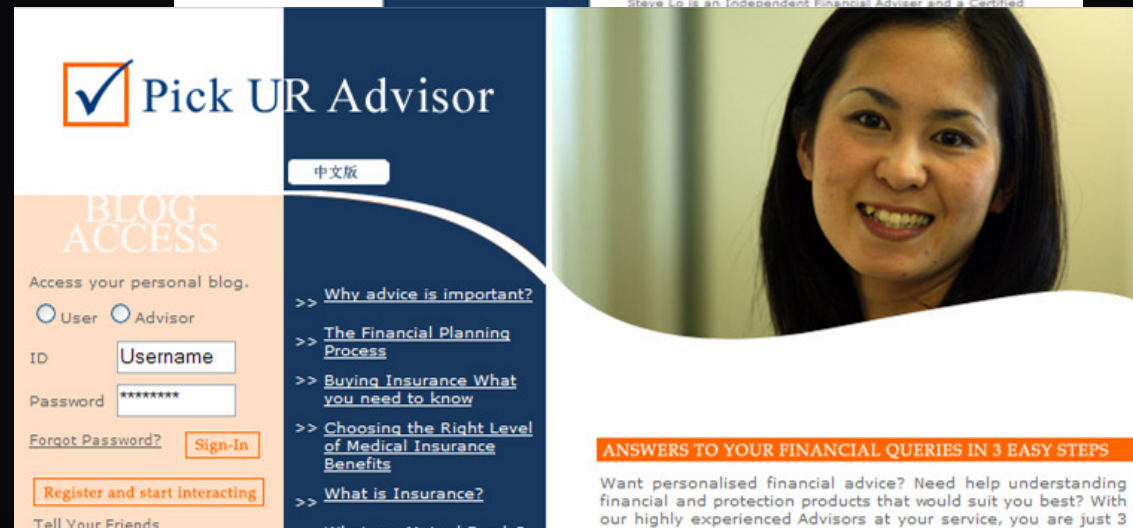 Steve Lo is an Independent Financial Adviser and a Certified
Pick UR Advisor
中文版
BLOG
ACCESS
Access your personal blog.
User Advisor
ID Username
Password ********
Forgot Password? Sign-In
Register and start interacting
Tell Your Friends
>> Why advice is important?
>> The Financial Planning
Process
>> Buying Insurance What
you need to know
>> Choosing the Right Level
of Medical Insurance
Benefits
>> What is Insurance?
ANSWERS TO YOUR FINANCIAL QUERIES IN 3 EASY STEPS
Want personalised financial advice? Need help understanding
financial and protection products that would suit you best? With
our highly experienced Advisors at your service, you are just 3